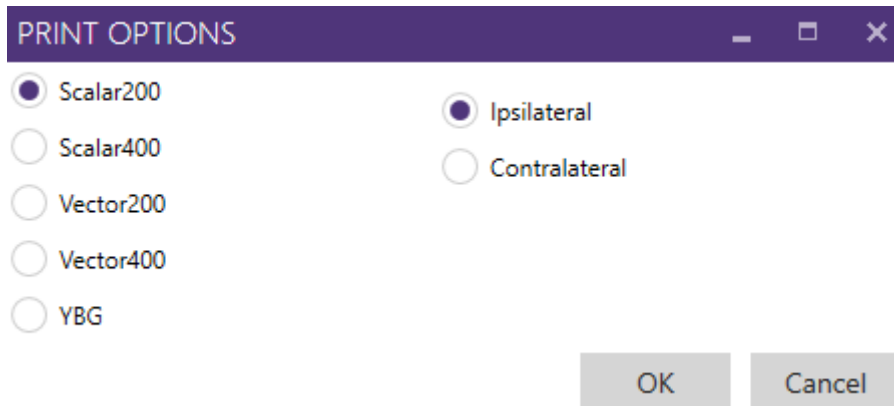 PRINT OPTIONS
Scalar200
Scalar400
Vector200
Vector400
YBG
Ipsilateral
Contralateral
OK
Cancel